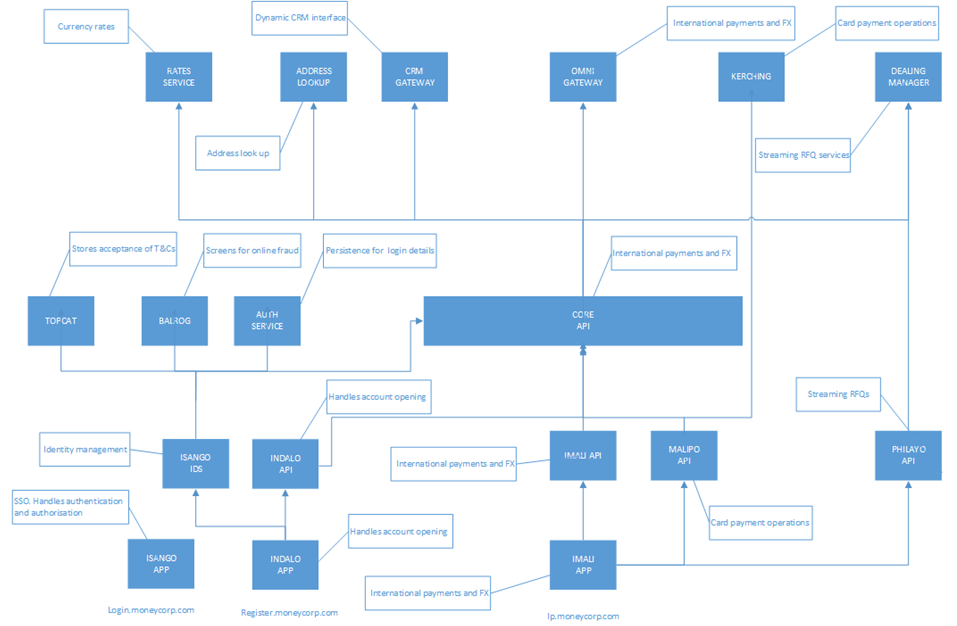 Dynamic CRM interface
Currency rates
International payments and FX
Card payment operations
RATES
SERVICE
ADDRESS
LOOKUP
CRM
GATEWAY
OMNI
GATEWAY
KERCHING
DEALING
MANAGER
Address look up
Streaming RFQ services
Stores acceptance of T&Cs
Screens for online fraud
Persistence for login details
International payments and FX
TOPCAT
BALROG
AUTH
SERVICE
CORE
API
Handles account opening
Streaming RFQs
Identity management
ISANGO
IDS
INDALO
API
International payments and FX
IMALI API
MALIPO
API
PHILAYO
API
SSO. Handles authentication
and authorisation
Handles account opening
Card payment operations
ISANGO
APP
INDALO
APP
International payments and FX
IMALI
APP
Login.moneycorp.com
Register.moneycorp.com
Ip.moneycorp.com